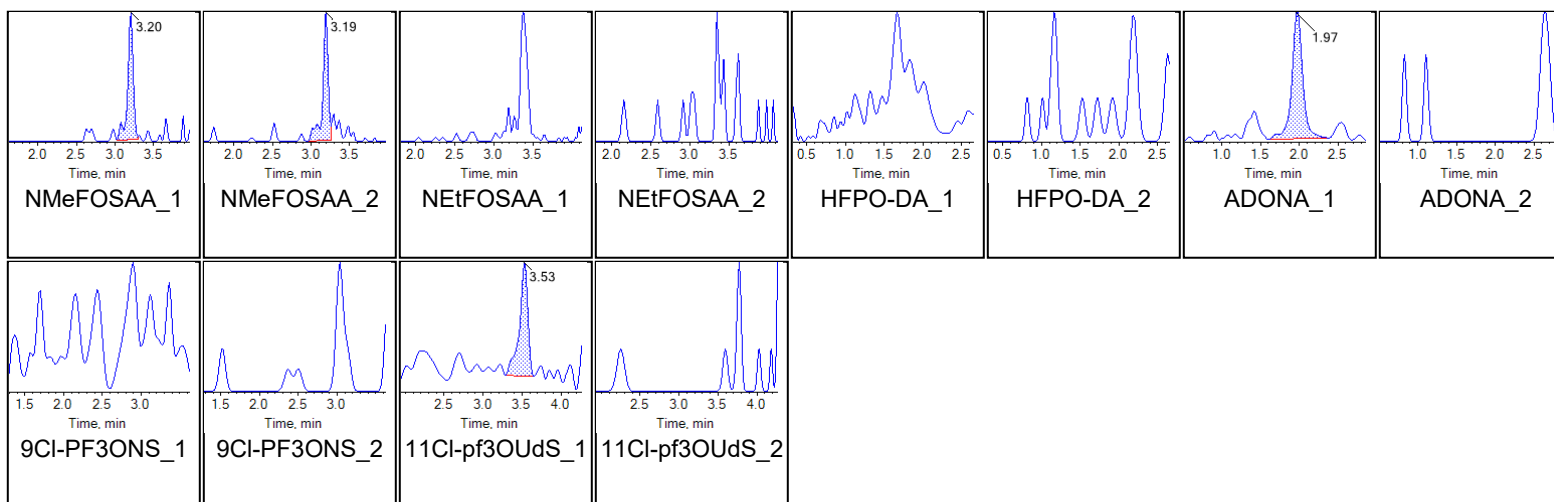 3.20 3.19 1.97
2.0 2.5 3.0 3.5 2.0 2.5 3.0 3.5 2.0 2.5 3.0 3.5 2.0 2.5 3.0 3.5 1.0 1.5 2.0 2.5 0.5 1.0 1.5 2.0 2.5 1.0 1.5 2.0 2.5 1.0 1.5 2.0 2.5
Time, min Time, min Time, min Time, min Time, min Time, min Time, min Time, min
NMeFOSAA_1 NMeFOSAA_2 NEtFOSAA_1 NEtFOSAA_2 HFPO-DA_1 HFPO-DA_2 ADONA_1 ADONA_2
3.53
1.5 2.0 2.5 3.0 1.5 2.0 2.5 3.0 2.5 3.0 3.5 4.0 2.5 3.0 3.5 4.0
Time, min Time, min Time, min Time, min
9Cl-PF3ONS_1 9Cl-PF3ONS_2 11Cl-pf3OUdS_1 11Cl-pf3OUdS_2